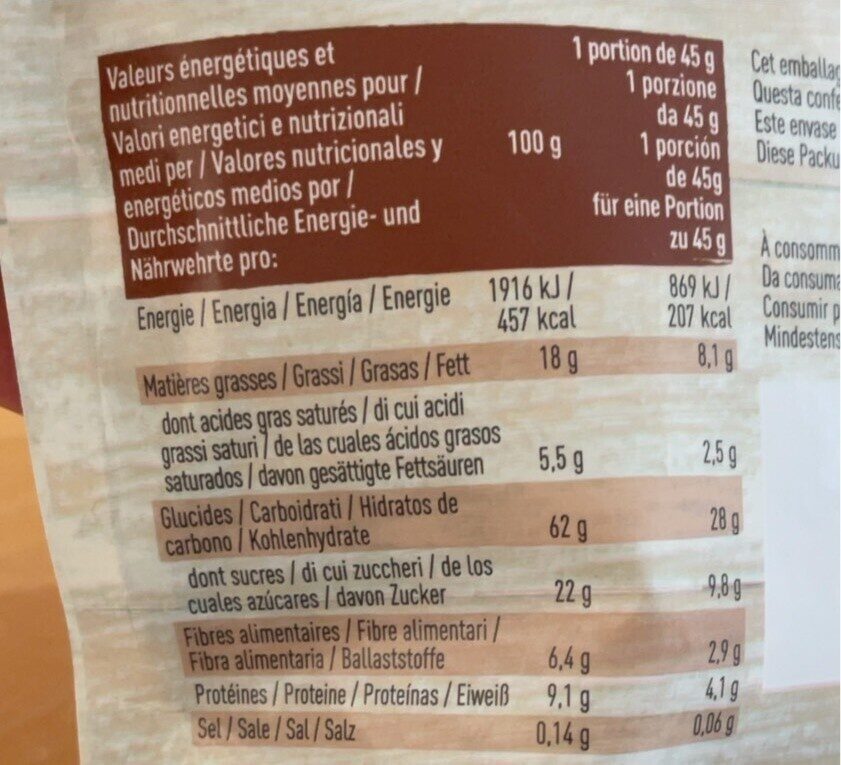 Valeurs énergétiques et
nutritionnelles moyennes pour /
Valori energetici e nutrizionali
medi per / Valores nutricionales y
energéticos medios por /
Durchschnittliche Energie- und
Nährwehrte pro:
100 g
1 portion de 45 g
1 porzione
da 45 g
1 porción
de 45g
für eine Portion
zu 45 g
Energie / Energia / Energía / Energie 1916 kJ / 869 kJ /
457 kcal 207 kcal
Matières grasses / Grassi / Grasas / Fett 18 g 8,1 g
dont acides gras saturés / di cui acidi
grassi saturi / de las cuales ácidos grasos
saturados / davon gesättigte Fettsäuren 5,5 g 2,5 g
Glucides / Carboidrati / Hidratos de
carbono / Kohlenhydrate 62 g 28 g
dont sucres / di cui zuccheri / de los
cuales azúcares / davon Zucker 22 g 9,8 g
Fibres alimentaires / Fibre alimentari /
Fibra alimentaria / Ballaststoffe 6,4 g 2,9 g
Protéines / Proteine / Proteínas / Eiweiß 9,1 g 4,1 g
Sel / Sale / Sal / Salz 0,14 g 0,06 g
Cet emballag
Questa confe
Este envase
Diese Packu
À consomm
Da consuma
Consumir p
Mindestens